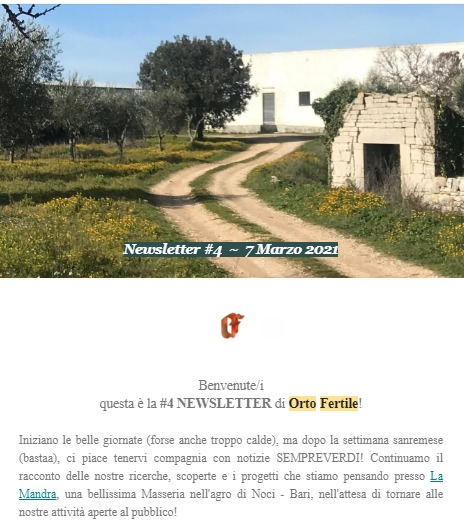 Newsletter #4 ~ 7 Marzo 2021
Benvenute/i
questa è la #4 NEWSLETTER di Orto Fertile!
Iniziano le belle giornate (forse anche troppo calde), ma dopo la settimana sanremese
(bastaa), ci piace tenervi compagnia con notizie SEMPREVERDI! Continuamo il
racconto delle nostre ricerche, scoperte e i progetti che stiamo pensando presso La
Mandra, una bellissima Masseria nell'agro di Noci - Bari, nell'attesa di tornare alle
nostre attività aperte al pubblico!